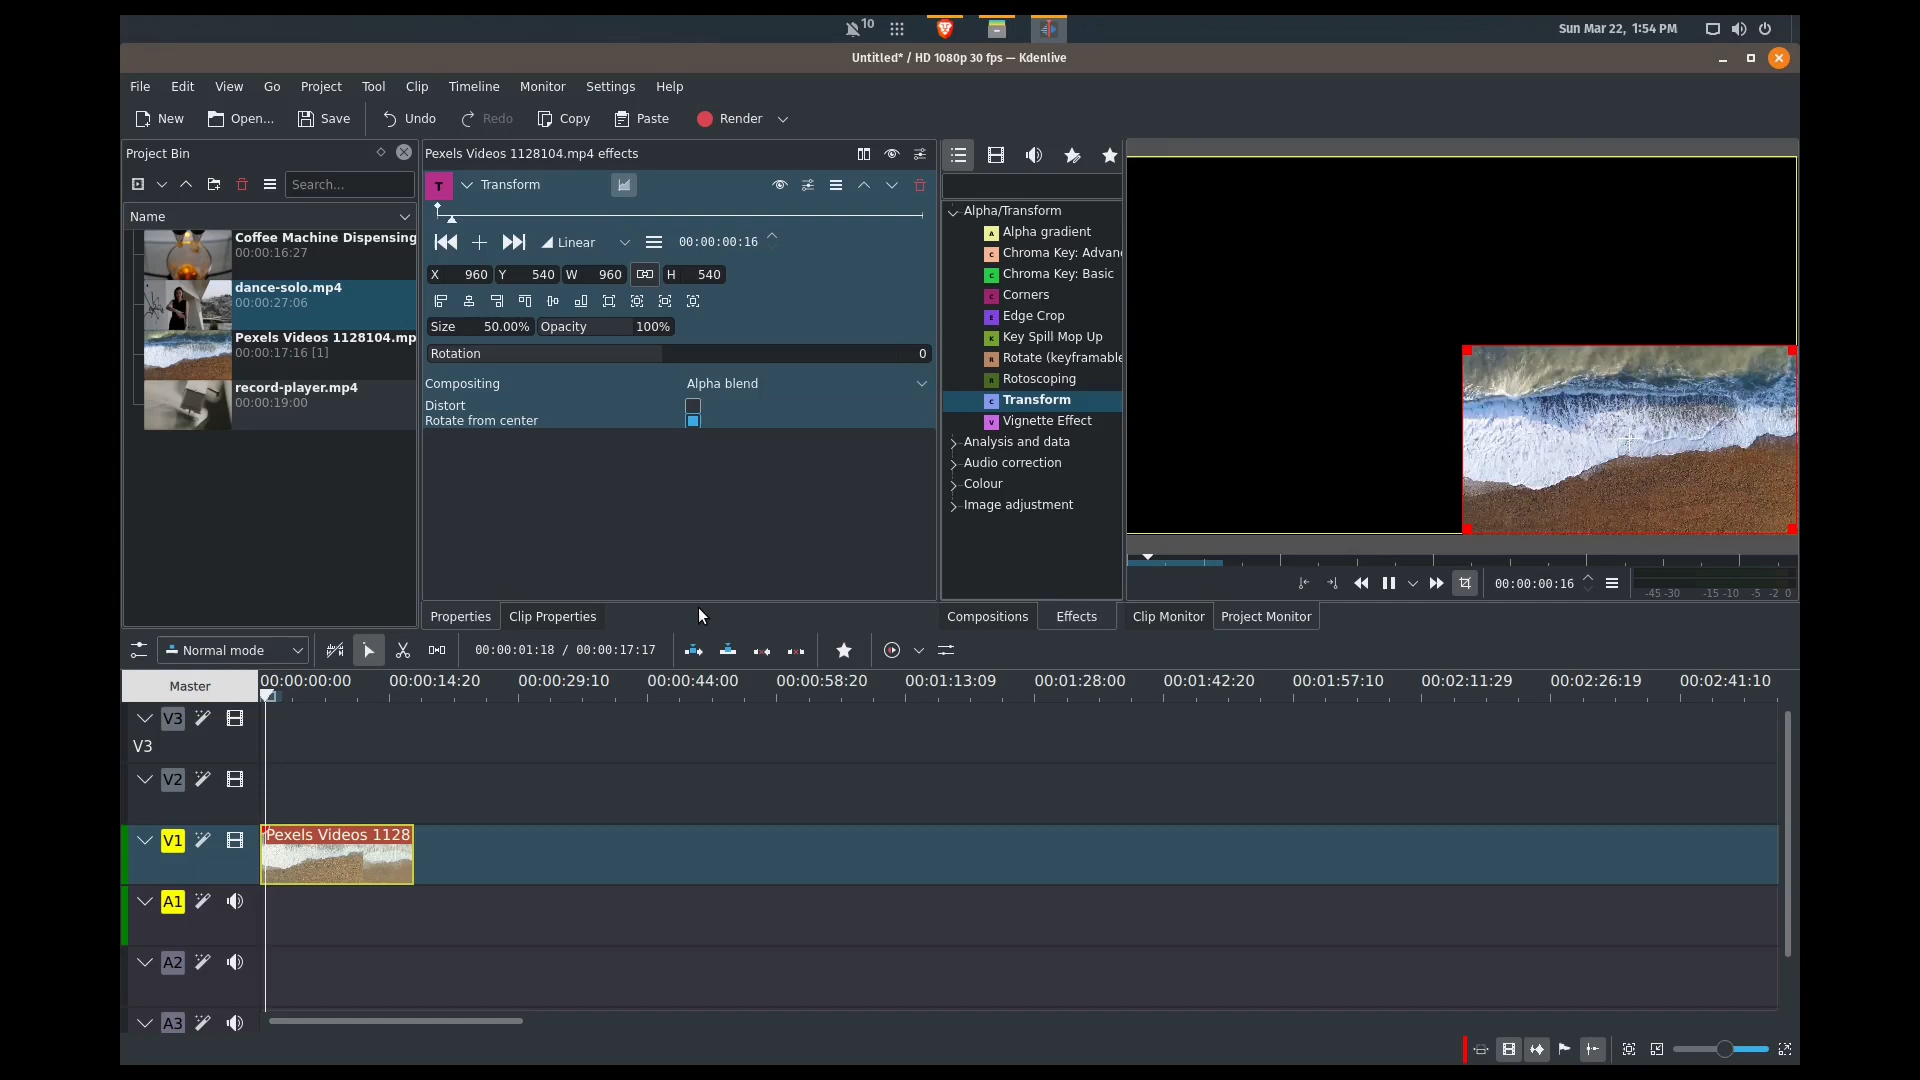 10
Sun Mar 22, 1:54 PM
Untitled* / HD 1080p 30 fps — Kdenlive
File Edit View Go Project Tool Clip Timeline Monitor Settings Help
New Open... Save Undo Redo Copy Paste Render
Project Bin
Search...
Name
Coffee Machine Dispensing
00:00:16:27
dance-solo.mp4
00:00:27:06
Pexels Videos 1128104.mp
00:00:17:16 [1]
record-player.mp4
00:00:19:00
Pexels Videos 1128104.mp4 effects
T Transform
Linear 00:00:00:16
X 960 Y 540 W 960 H 540
Size 50.00% Opacity 100%
Rotation 0
Compositing Alpha blend
Distort
Rotate from center
Properties Clip Properties
Alpha/Transform
A Alpha gradient
C Chroma Key: Advan
C Chroma Key: Basic
C Corners
E Edge Crop
K Key Spill Mop Up
R Rotate (keyframable
R Rotoscoping
C Transform
V Vignette Effect
Analysis and data
Audio correction
Colour
Image adjustment
Compositions Effects
00:00:00:16
-45 -30 -15 -10 -5 -2 0
Clip Monitor Project Monitor
Normal mode 00:00:01:18 / 00:00:17:17
Master 00:00:00:00 00:00:14:20 00:00:29:10 00:00:44:00 00:00:58:20 00:01:13:09 00:01:28:00 00:01:42:20 00:01:57:10 00:02:11:29 00:02:26:19 00:02:41:10
V3
V3
V2
V1 Pexels Videos 1128
A1
A2
A3